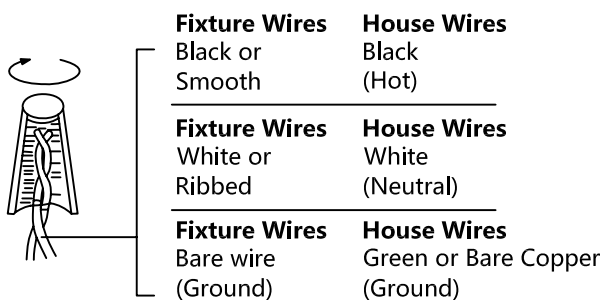 Fixture Wires House Wires
Black or Black
Smooth (Hot)
Fixture Wires House Wires
White or White
Ribbed (Neutral)
Fixture Wires House Wires
Bare wire Green or Bare Copper
(Ground) (Ground)